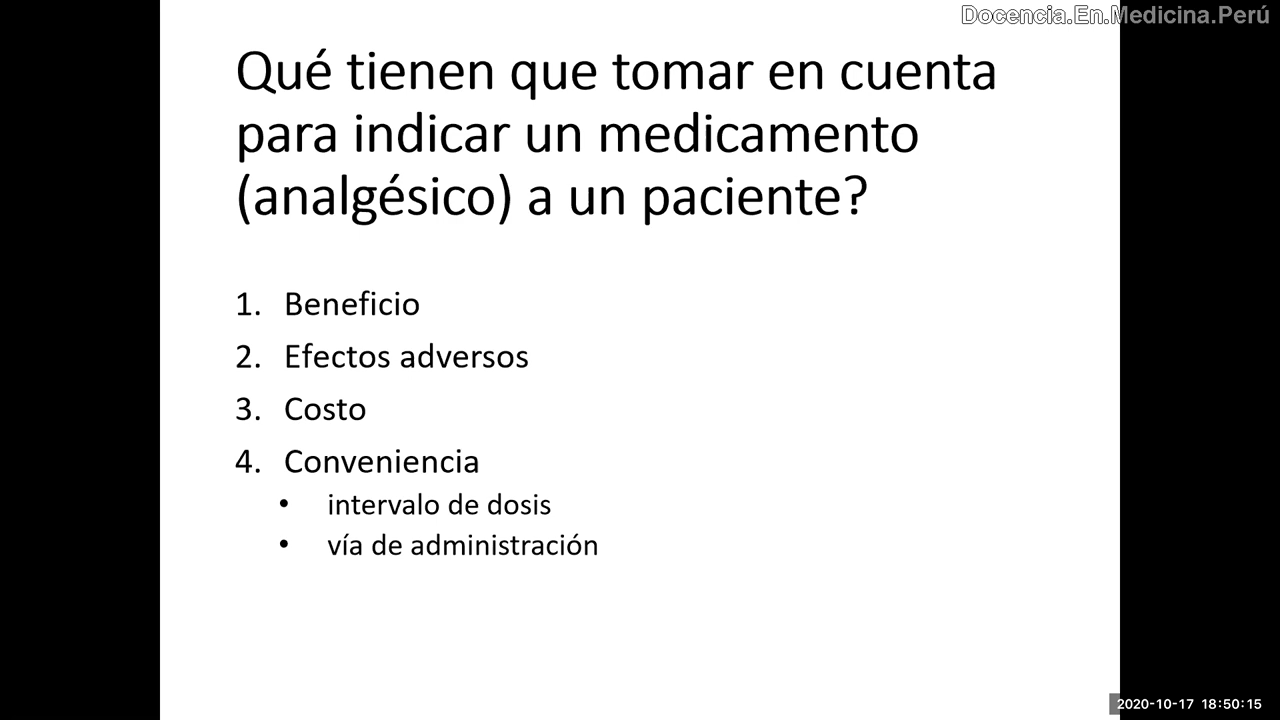 Docencia.En.Medicina.Perú
Qué tienen que tomar en cuenta
para indicar un medicamento
(analgésico) a un paciente?
1. Beneficio
2. Efectos adversos
3. Costo
4. Conveniencia
• intervalo de dosis
• vía de administración
2020-10-17 18:50:15